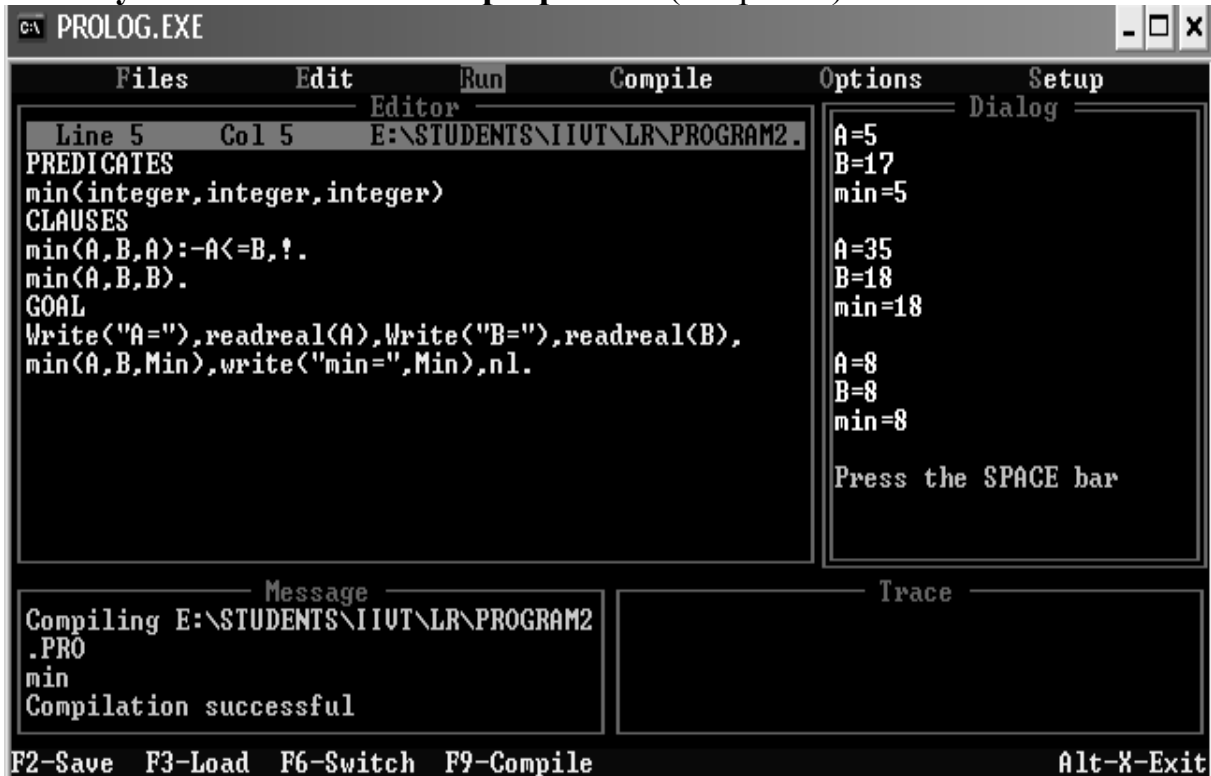 PROLOG.EXE
Files Edit Run Compile Options Setup
Editor
Line 5 Col 5 E:\STUDENTS\IIVT\LR\PROGRAM2.
PREDICATES
min(integer,integer,integer)
CLAUSES
min(A,B,A):-A<=B,!.
min(A,B,B).
GOAL
Write("A="),readreal(A),Write("B="),readreal(B),
min(A,B,Min),write("min=",Min),nl.
Dialog
A=5
B=17
min=5
A=35
B=18
min=18
A=8
B=8
min=8
Press the SPACE bar
Message
Compiling E:\STUDENTS\IIVT\LR\PROGRAM2
.PRO
min
Compilation successful
Trace
F2-Save F3-Load F6-Switch F9-Compile Alt-X-Exit